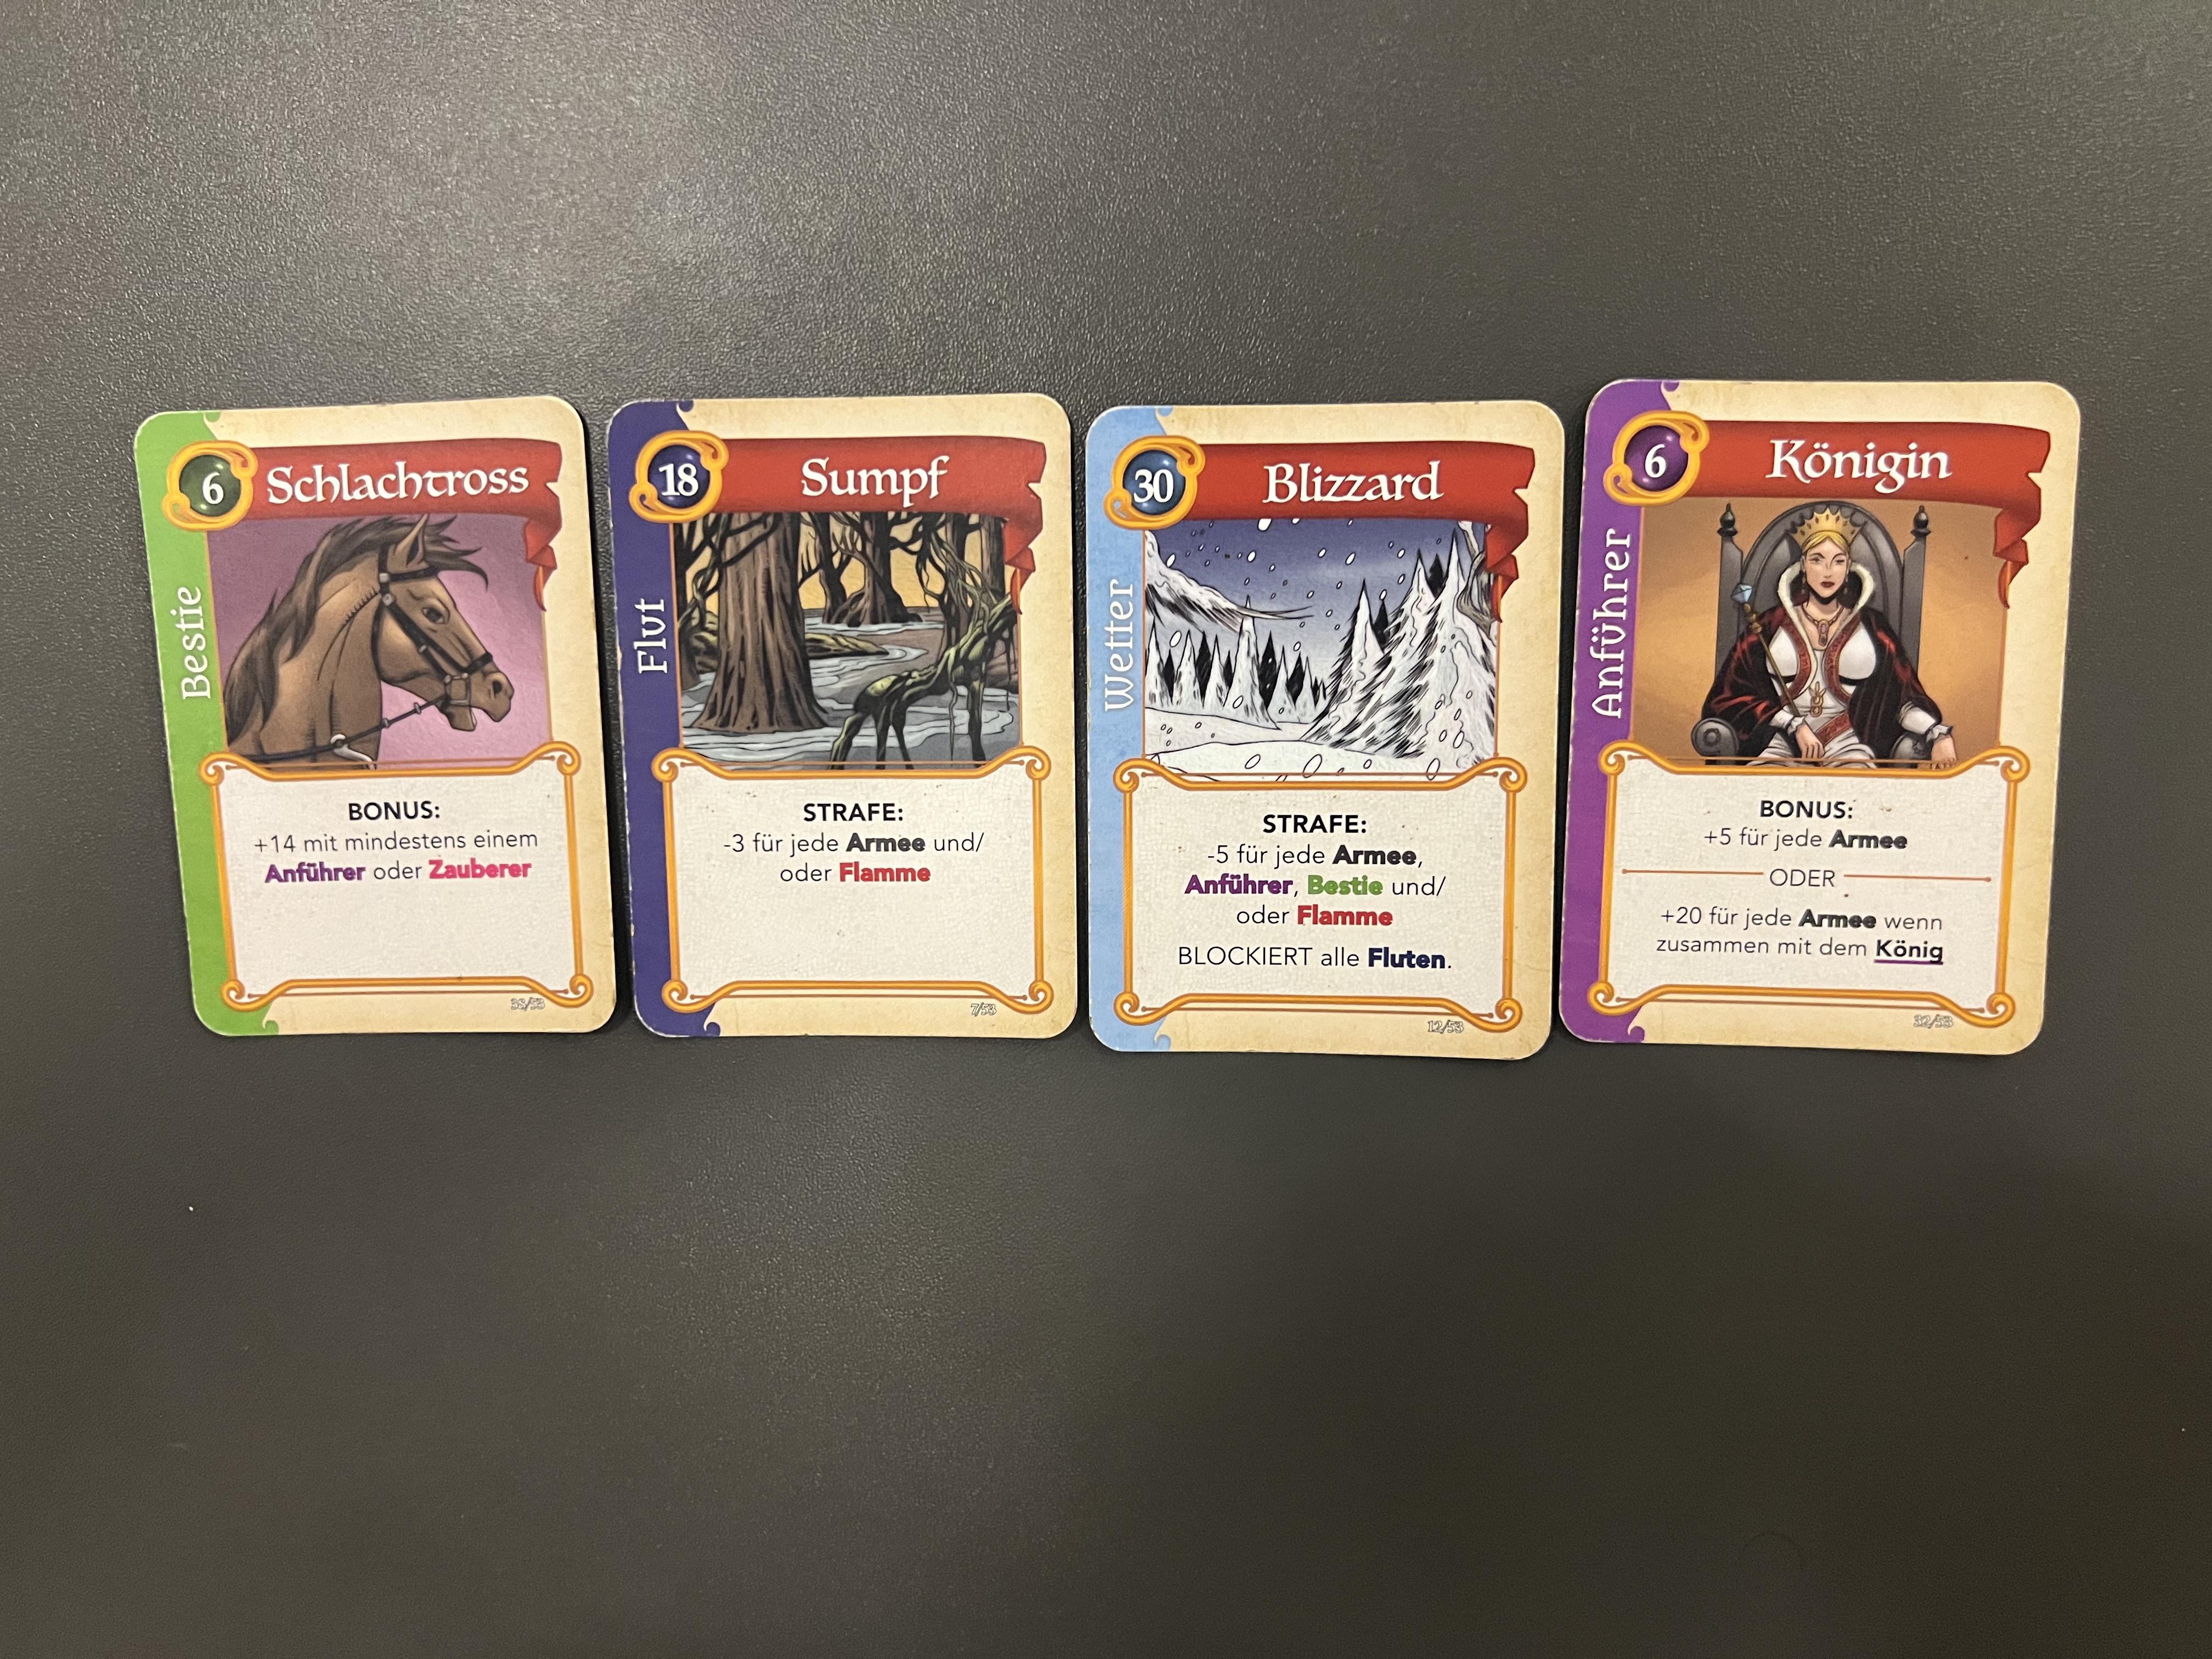 Bestie
6
Schlachtross
BONUS:
+14 mit mindestens einem
Anführer oder Zauberer
Flut
18
Sumpf
STRAFE:
-3 für jede Armee und/
oder Flamme
7/53
Wetter
30
Blizzard
STRAFE:
-5 für jede Armee,
Anführer, Bestie und/
oder Flamme
BLOCKIERT alle Fluten.
12/53
Anführer
6
Königin
BONUS:
+5 für jede Armee
ODER
+20 für jede Armee wenn
zusammen mit dem König
32/53